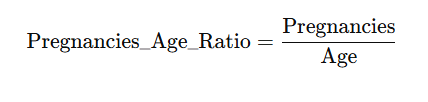 Pregnancies_Age_Ratio = Pregnancies / Age